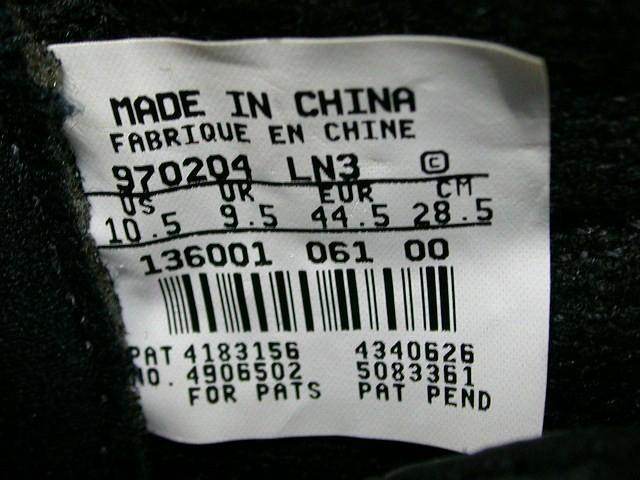 MADE IN CHINA
FABRIQUE EN CHINE
970204 LN3 ©
US UK EUR CM
10.5 9.5 44.5 28.5
136001 061 00
PAT 4183156 4340626
NO. 4906502 5083361
FOR PATS PAT PEND